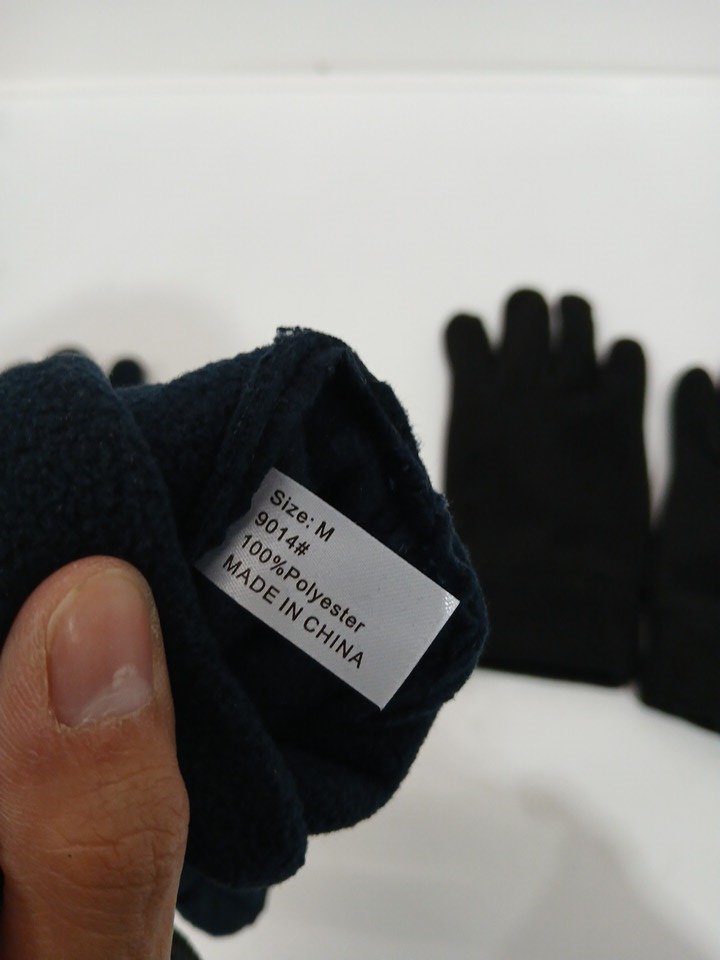 Size: M
9014#
100%Polyester
MADE IN CHINA